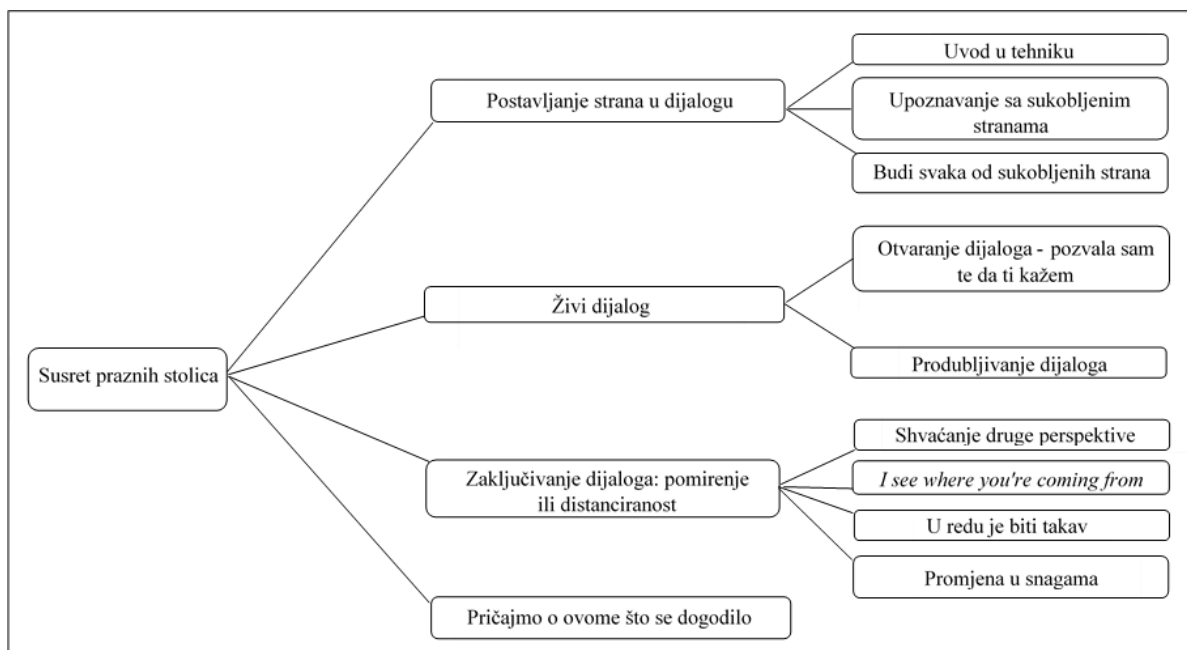 Susret praznih stolica
Postavljanje strana u dijalogu
Uvod u tehniku
Upoznavanje sa sukobljenim
stranama
Budi svaka od sukobljenih strana
Živi dijalog
Otvaranje dijaloga - pozvala sam
te da ti kažem
Produbljivanje dijaloga
Zaključivanje dijaloga: pomirenje
ili distanciranost
Shvaćanje druge perspektive
I see where you're coming from
U redu je biti takav
Promjena u snagama
Pričajmo o ovome što se dogodilo